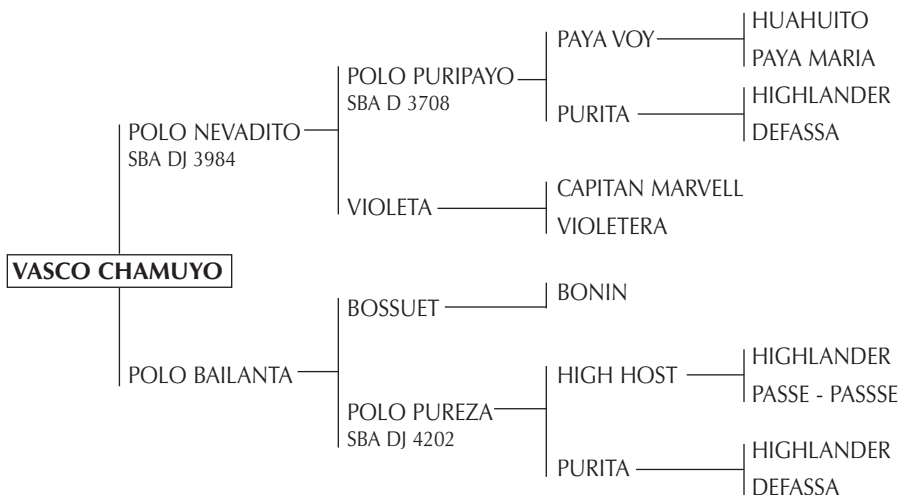 HUAHUITO
PAYA VOY
PAYA MARIA
POLO PURIPAYO
SBA D 3708
HIGHLANDER
PURITA
DEFASSA
POLO NEVADITO
SBA DJ 3984
CAPITAN MARVELL
VIOLETA
VIOLETERA
VASCO CHAMUYO
BONIN
BOSSUET
HIGHLANDER
POLO BAILANTA
HIGH HOST
PASSE - PASSSE
POLO PUREZA
SBA DJ 4202
HIGHLANDER
PURITA
DEFASSA